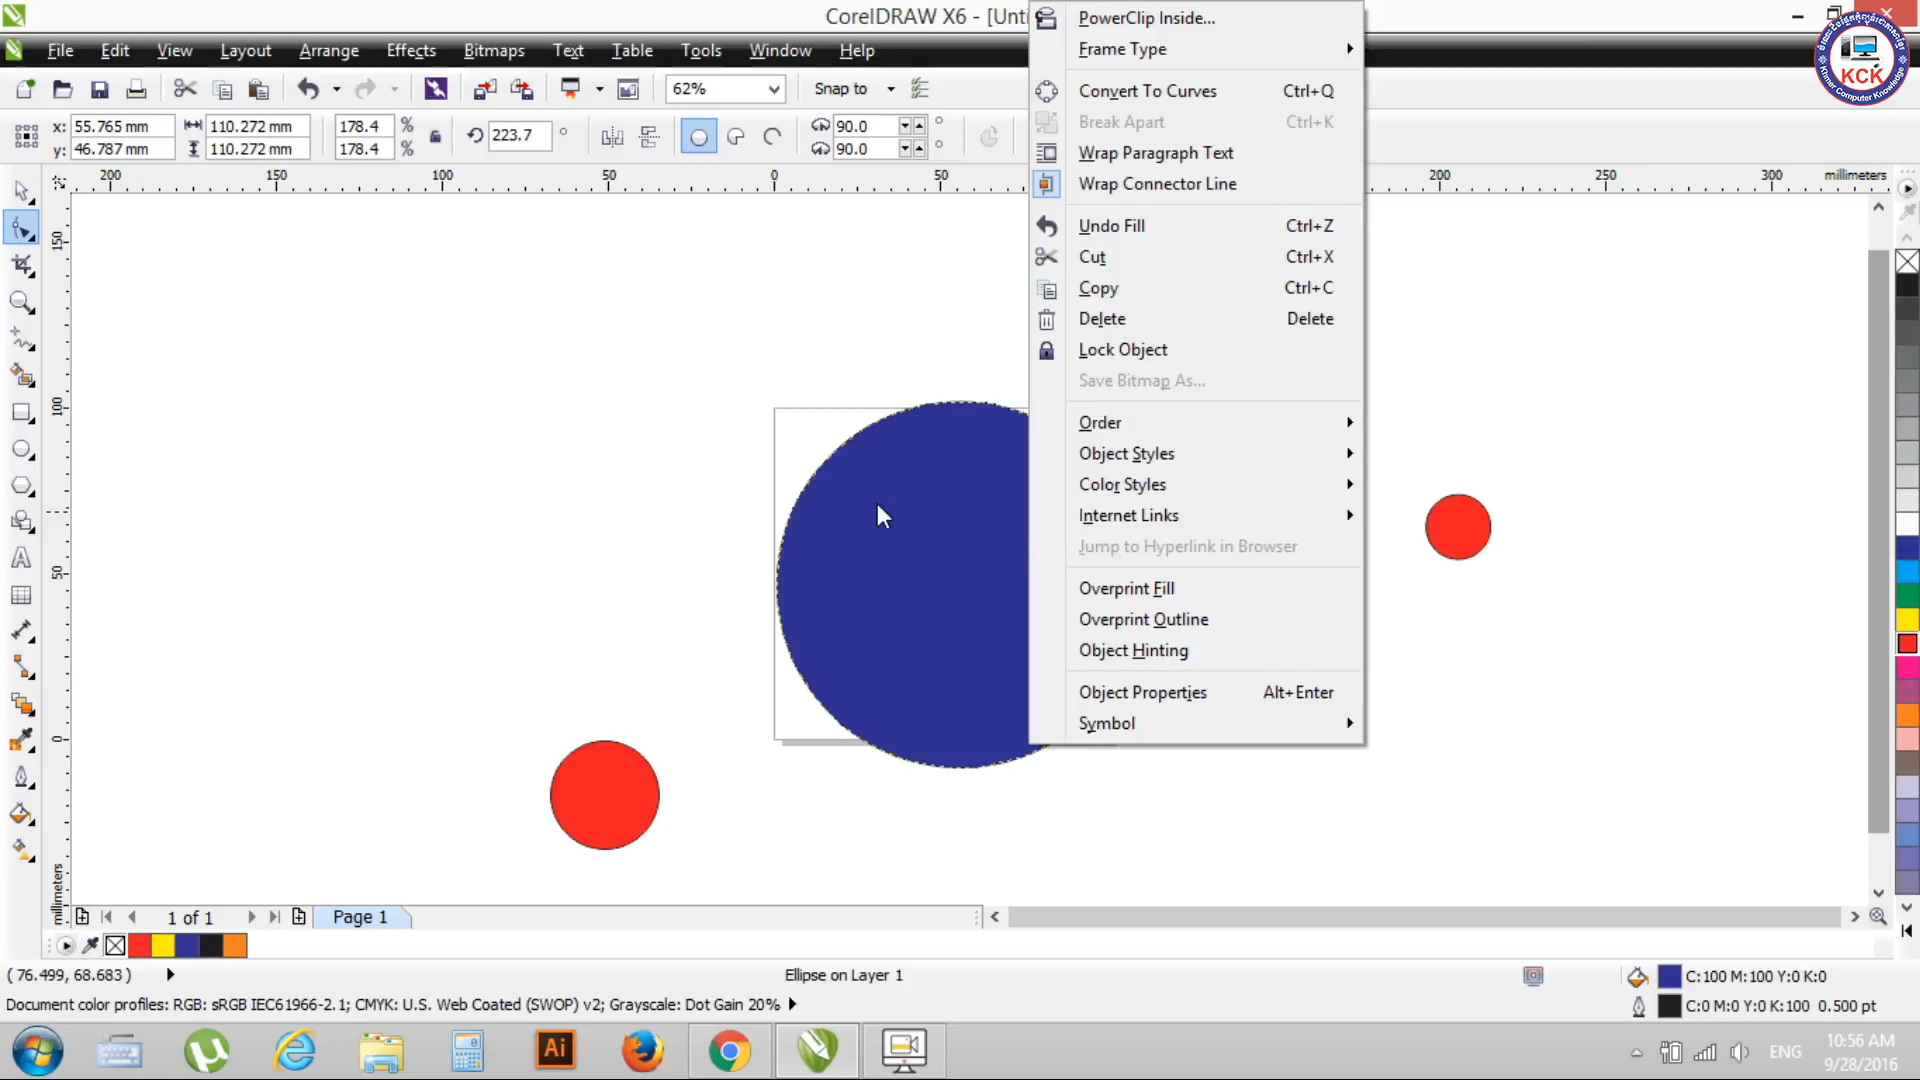 CorelDRAW X6 - [Unti
File Edit View Layout Arrange Effects Bitmaps Text Table Tools Window Help
62% Snap to
x: 55.765 mm 110.272 mm 178.4 % 223.7 ° 90.0 °
y: 46.787 mm 110.272 mm 178.4 % 90.0 °
200 150 100 50 0 50 200 250 300 millimeters
150
100
50
0
millimeters
PowerClip Inside...
Frame Type
Convert To Curves Ctrl+Q
Break Apart Ctrl+K
Wrap Paragraph Text
Wrap Connector Line
Undo Fill Ctrl+Z
Cut Ctrl+X
Copy Ctrl+C
Delete Delete
Lock Object
Save Bitmap As...
Order
Object Styles
Color Styles
Internet Links
Jump to Hyperlink in Browser
Overprint Fill
Overprint Outline
Object Hinting
Object Properties Alt+Enter
Symbol
KCK
Khmer Computer Knowledge
1 of 1 Page 1
( 76.499, 68.683 ) Ellipse on Layer 1 C:100 M:100 Y:0 K:0
Document color profiles: RGB: sRGB IEC61966-2.1; CMYK: U.S. Web Coated (SWOP) v2; Grayscale: Dot Gain 20% C:0 M:0 Y:0 K:100 0.500 pt
Ai
ENG
10:56 AM
9/28/2016